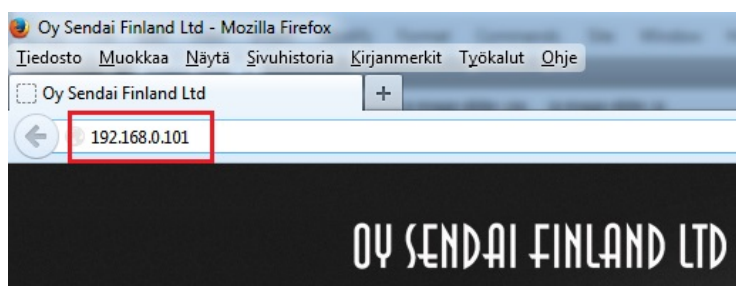 Oy Sendai Finland Ltd - Mozilla Firefox
Tiedosto Muokkaa Näytä Sivuhistoria Kirjanmerkit Työkalut Ohje
Oy Sendai Finland Ltd +
192.168.0.101
OY SENDAI FINLAND LTD